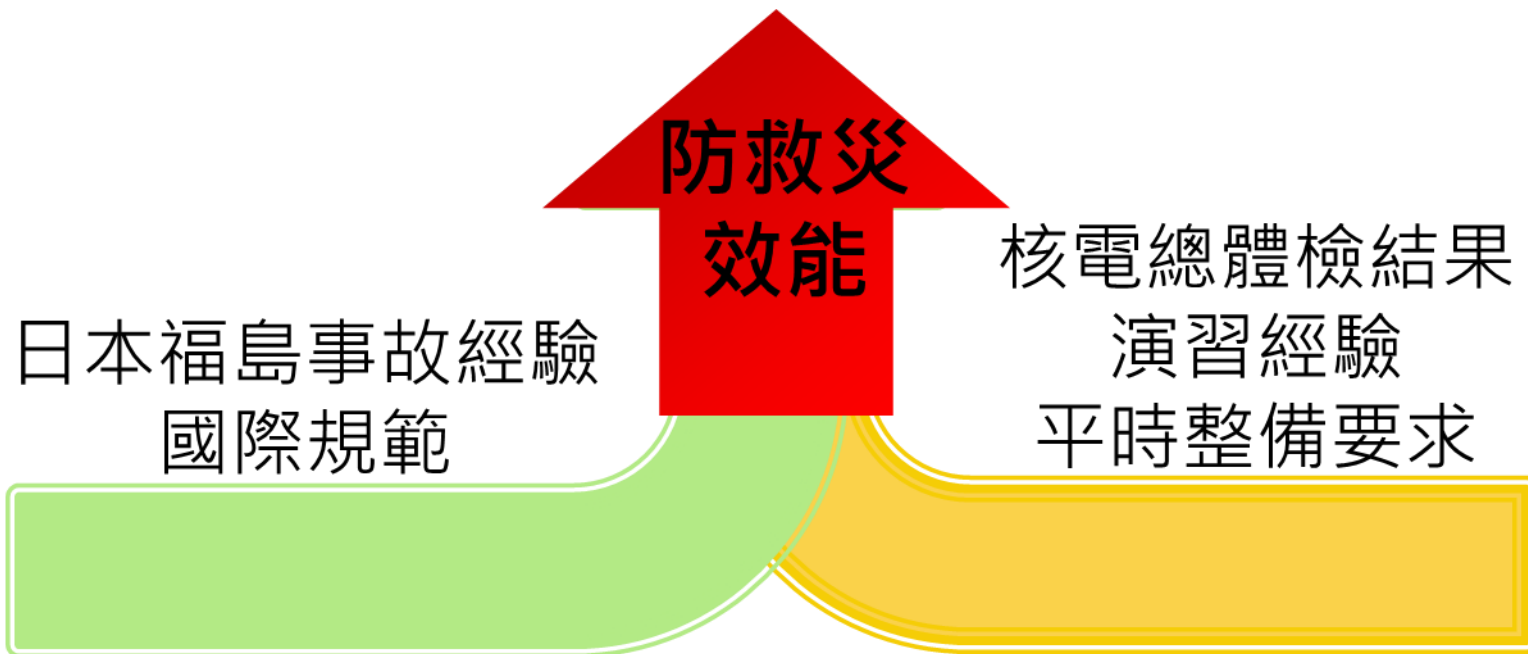 防救災
效能
日本福島事故經驗
國際規範
核電總體檢結果
演習經驗
平時整備要求